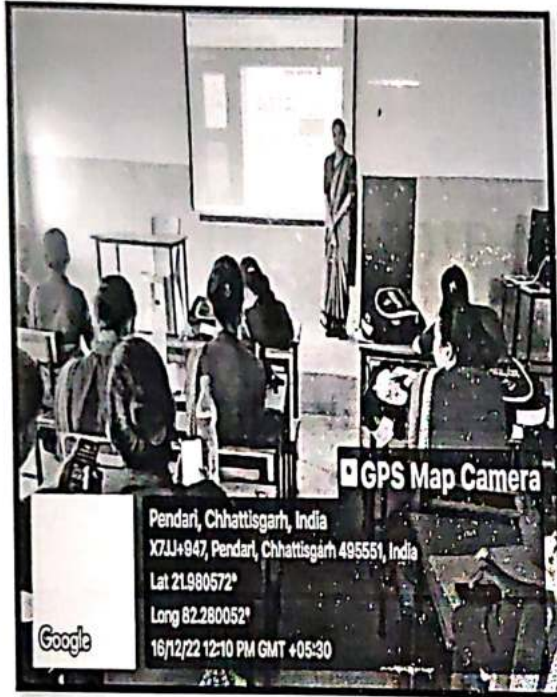 GPS Map Camera
Pendari, Chhattisgarh, India
X7JJ+947, Pendari, Chhattisgarh 495551, India
Lat 21.980572°
Long 82.280052°
16/12/22 12:10 PM GMT +05:30
Google